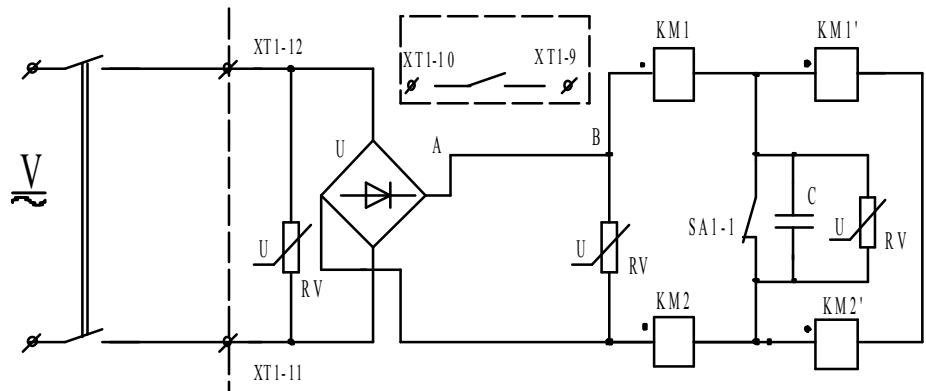 KM1
KM1'
XT1-12
XT1-10
XT1-9
U
A
B
V
C
SA1-1
U
RV
U
RV
U
RV
KM2
KM2'
XT1-11